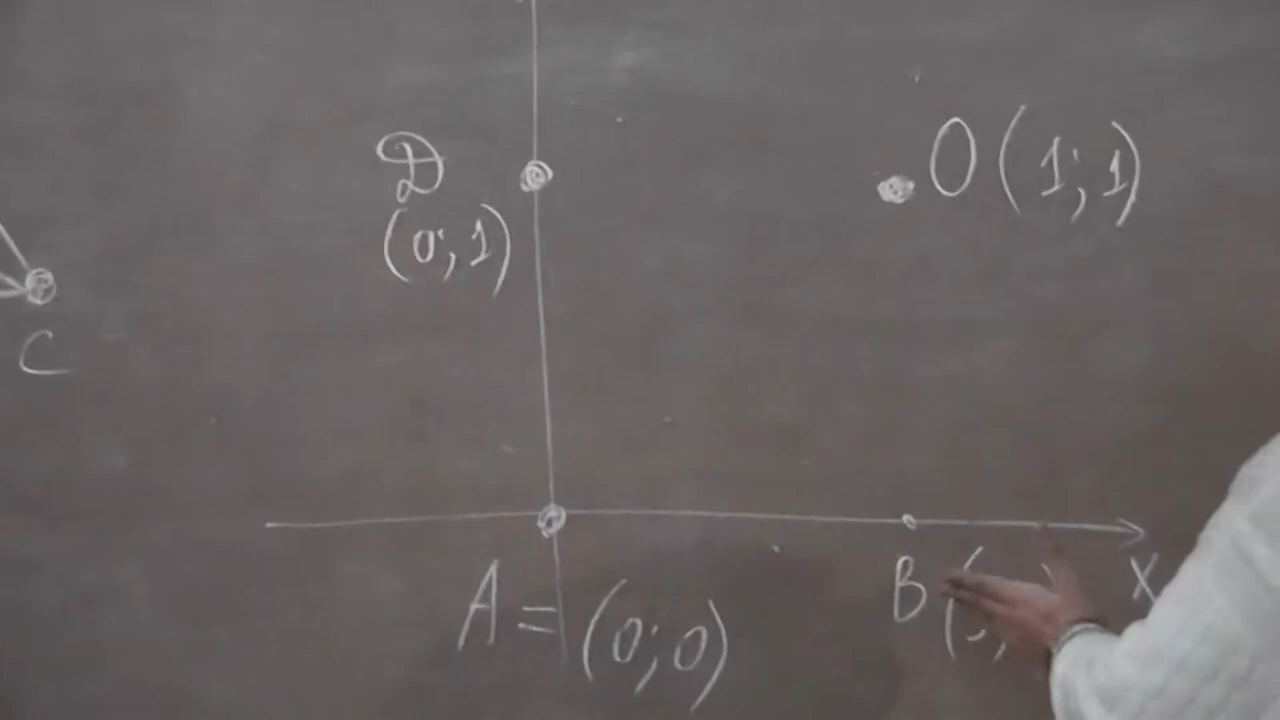 D
(0; 1)
O (1; 1)
C
A = (0; 0)
B
X